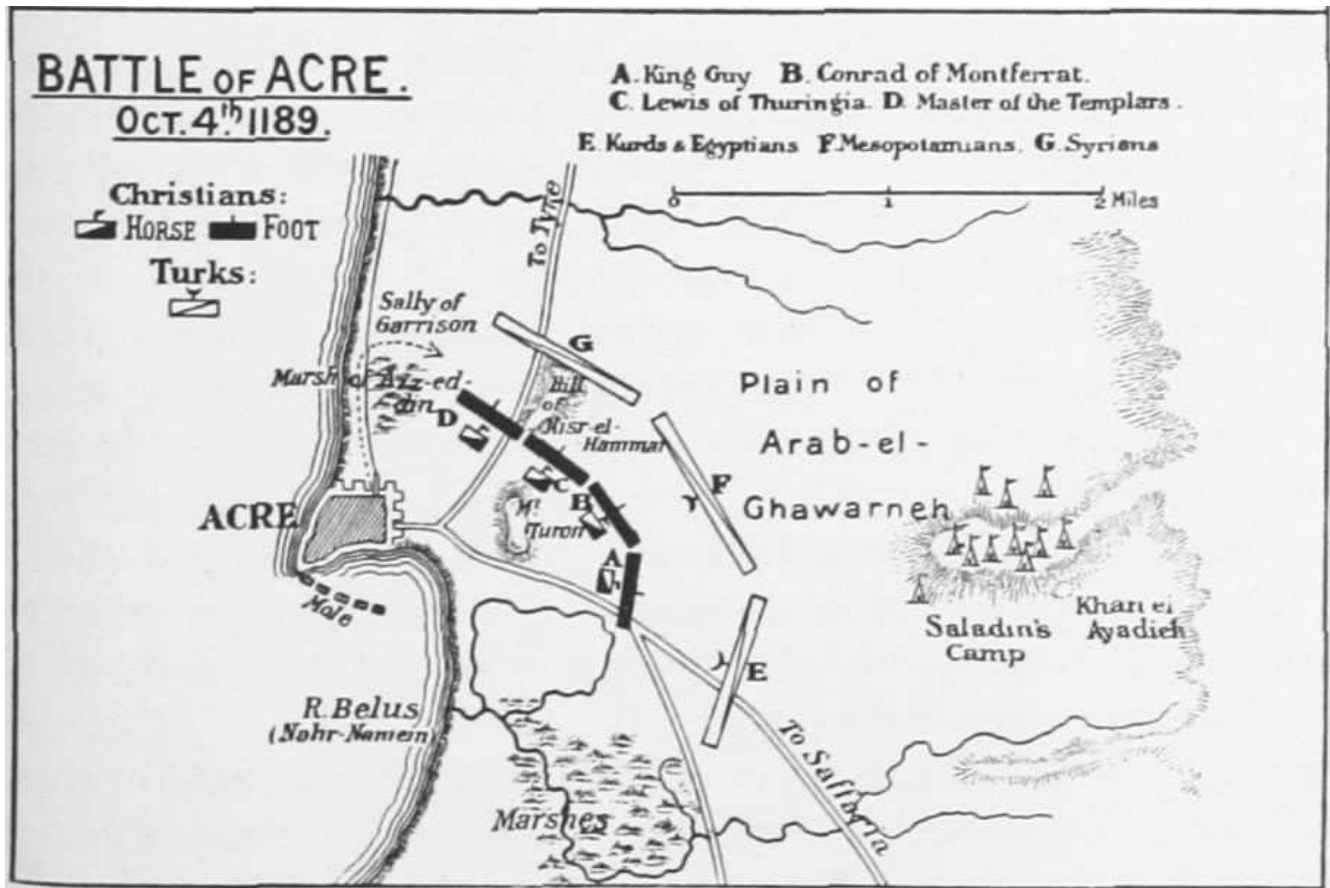 BATTLE OF ACRE.
OCT. 4th 1189.
A. King Guy B. Conrad of Montferrat.
C. Lewis of Thuringia. D. Master of the Templars.
E. Kurds & Egyptians F. Mesopotamians. G. Syrians
0 1 2 Miles
Christians:
HORSE FOOT
Turks:
To Tyre
Sally of
Garrison
G
Marsh of Azz-ed-
din
D
Hill
of
Misr-el-
Hammar
Plain of
Arab-el-
Ghawarneh
F
C
B
Mt.
Turon
ACRE
A
Mole
Khan el
Ayadieh
Saladin's
Camp
E
R. Belus
(Nahr-Namein)
To Saffaria
Marshes